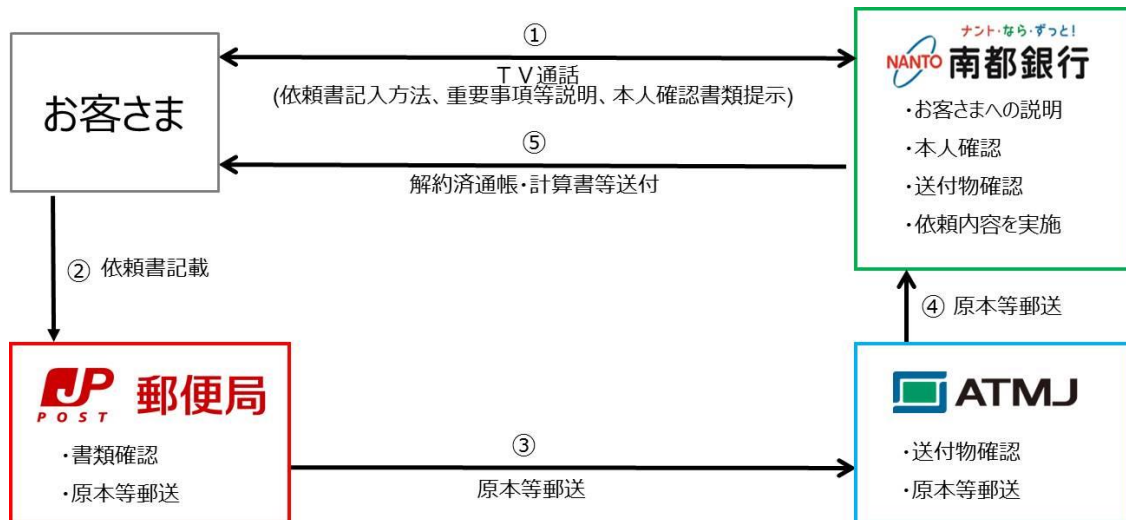 お客さま
①
TV通話
(依頼書記入方法、重要事項等説明、本人確認書類提示)
⑤
解約済通帳・計算書等送付
ナント・なら・ずっと!
NANTO 南都銀行
・お客さまへの説明
・本人確認
・送付物確認
・依頼内容を実施
② 依頼書記載
④ 原本等郵送
JP
POST
郵便局
・書類確認
・原本等郵送
③
原本等郵送
ATMJ
・送付物確認
・原本等郵送